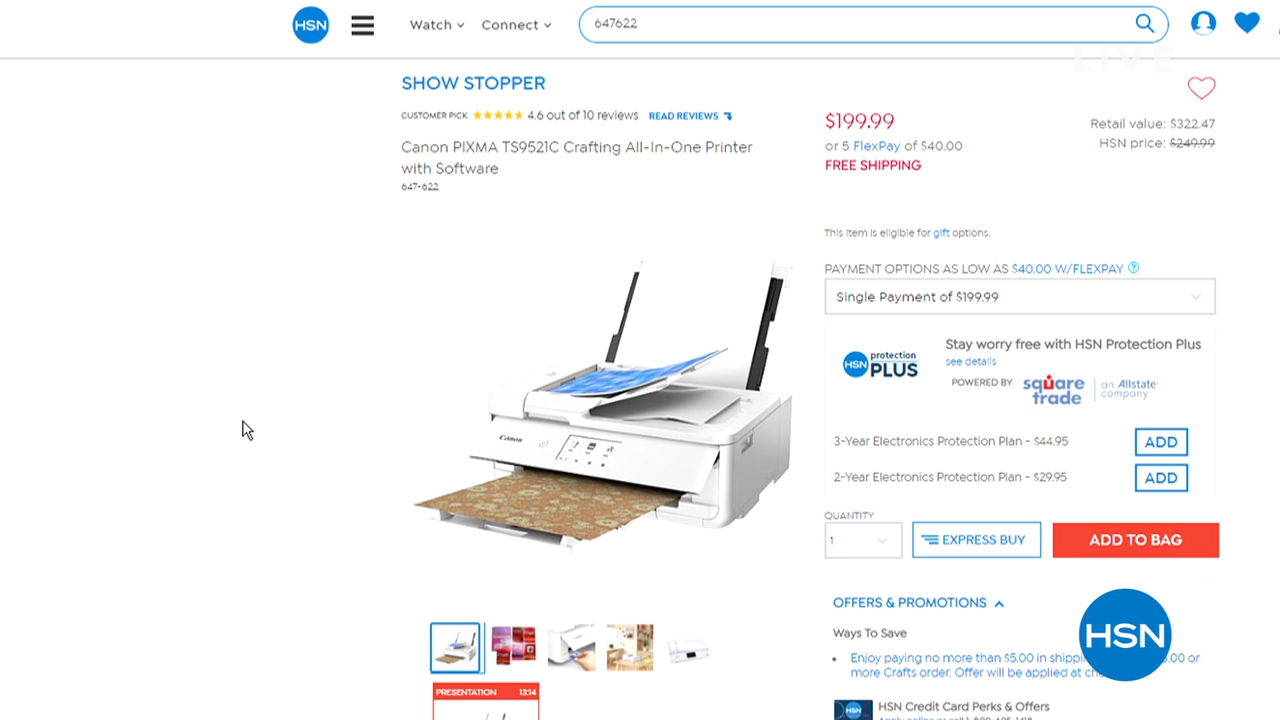 HSN
Watch
Connect
647622
LIVE
SHOW STOPPER
CUSTOMER PICK 4.6 out of 10 reviews READ REVIEWS
Canon PIXMA TS9521C Crafting All-In-One Printer
with Software
647-622
$199.99
or 5 FlexPay of $40.00
FREE SHIPPING
Retail value: $322.47
HSN price: $249.99
This item is eligible for gift options.
PAYMENT OPTIONS AS LOW AS $40.00 W/FLEXPAY ?
Single Payment of $199.99
HSN protection PLUS
Stay worry free with HSN Protection Plus
see details
POWERED BY square trade an Allstate company
3-Year Electronics Protection Plan - $44.95 ADD
2-Year Electronics Protection Plan - $29.95 ADD
QUANTITY
1
EXPRESS BUY
ADD TO BAG
Canon
OFFERS & PROMOTIONS
Ways To Save
Enjoy paying no more than $5.00 in shippi .00 or
more Crafts order. Offer will be applied at
HSN
HSN
HSN Credit Card Perks & Offers
PRESENTATION 13:14